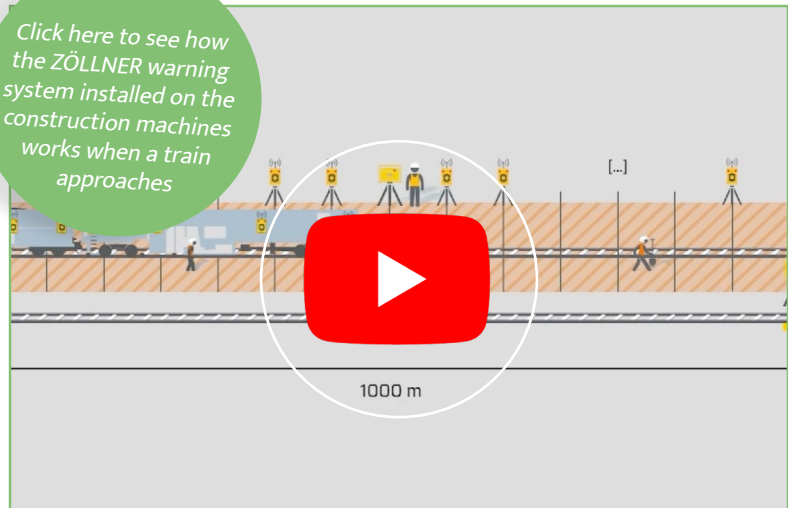 Click here to see how
the ZÖLLNER warning
system installed on the
construction machines
works when a train
approaches
[...]
1000 m